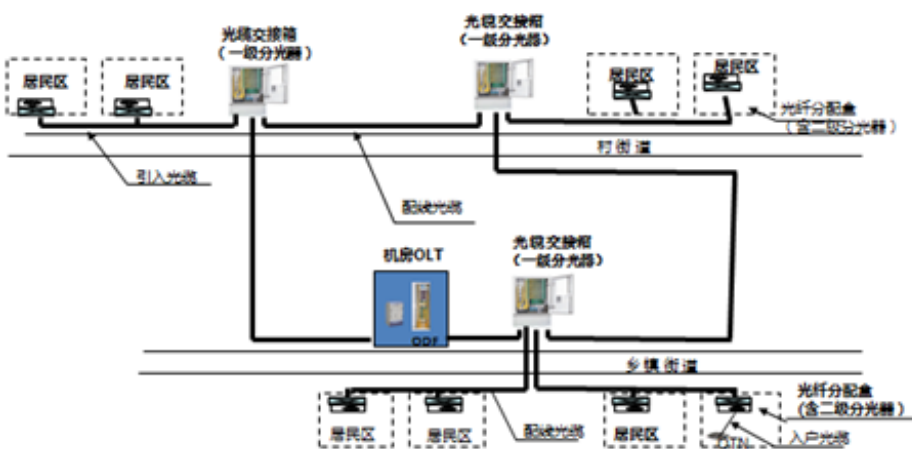 光缆交接箱
（一级分光器）
光缆交接箱
（一级分光器）
居民区
居民区
居民区
居民区
光纤分配盒
（含二级分光器）
村街道
引入光缆
配线光缆
机房OLT
光缆交接箱
（一级分光器）
ODF
乡镇街道
光纤分配盒
(含二级分光器）
居民区
居民区
配线光缆
居民区
入户光缆